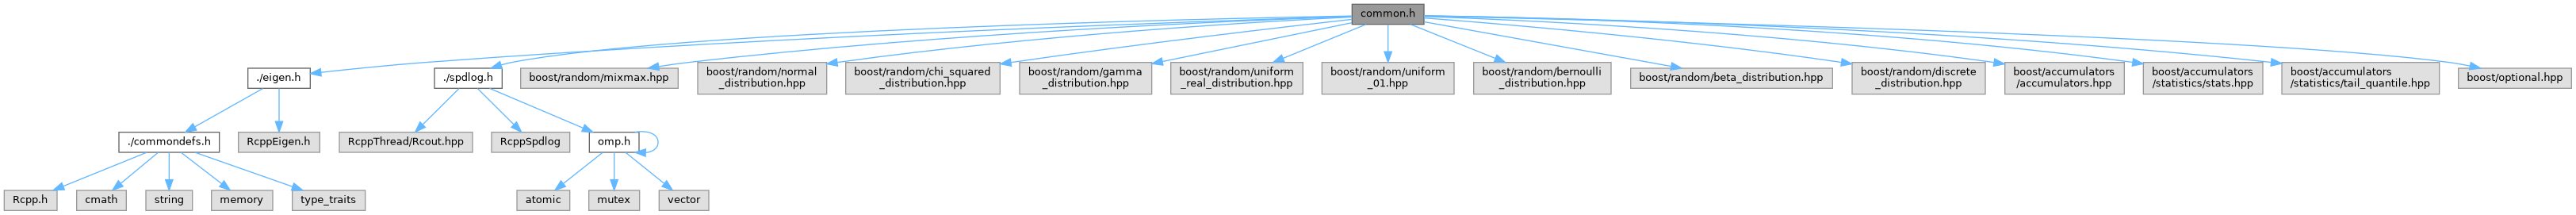 common.h
./eigen.h
./spdlog.h
boost/random/mixmax.hpp
boost/random/normal
_distribution.hpp
boost/random/chi_squared
_distribution.hpp
boost/random/gamma
_distribution.hpp
boost/random/uniform
_real_distribution.hpp
boost/random/uniform
_01.hpp
boost/random/bernoulli
_distribution.hpp
boost/random/beta_distribution.hpp
boost/random/discrete
_distribution.hpp
boost/accumulators
/accumulators.hpp
boost/accumulators
/statistics/stats.hpp
boost/accumulators
/statistics/tail_quantile.hpp
boost/optional.hpp
./commondefs.h
RcppEigen.h
RcppThread/Rcout.hpp
RcppSpdlog
omp.h
Rcpp.h
cmath
string
memory
type_traits
atomic
mutex
vector